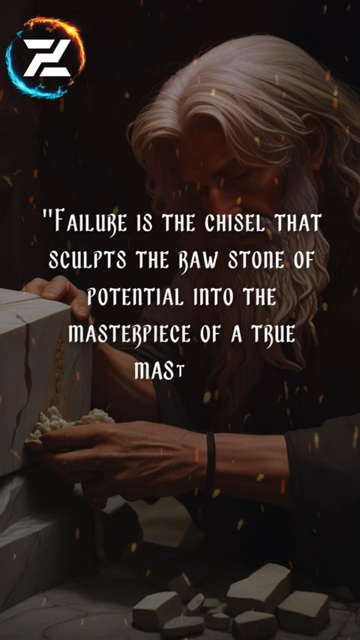 "Failure is the chisel that
sculpts the raw stone of
potential into the
masterpiece of a true
mast